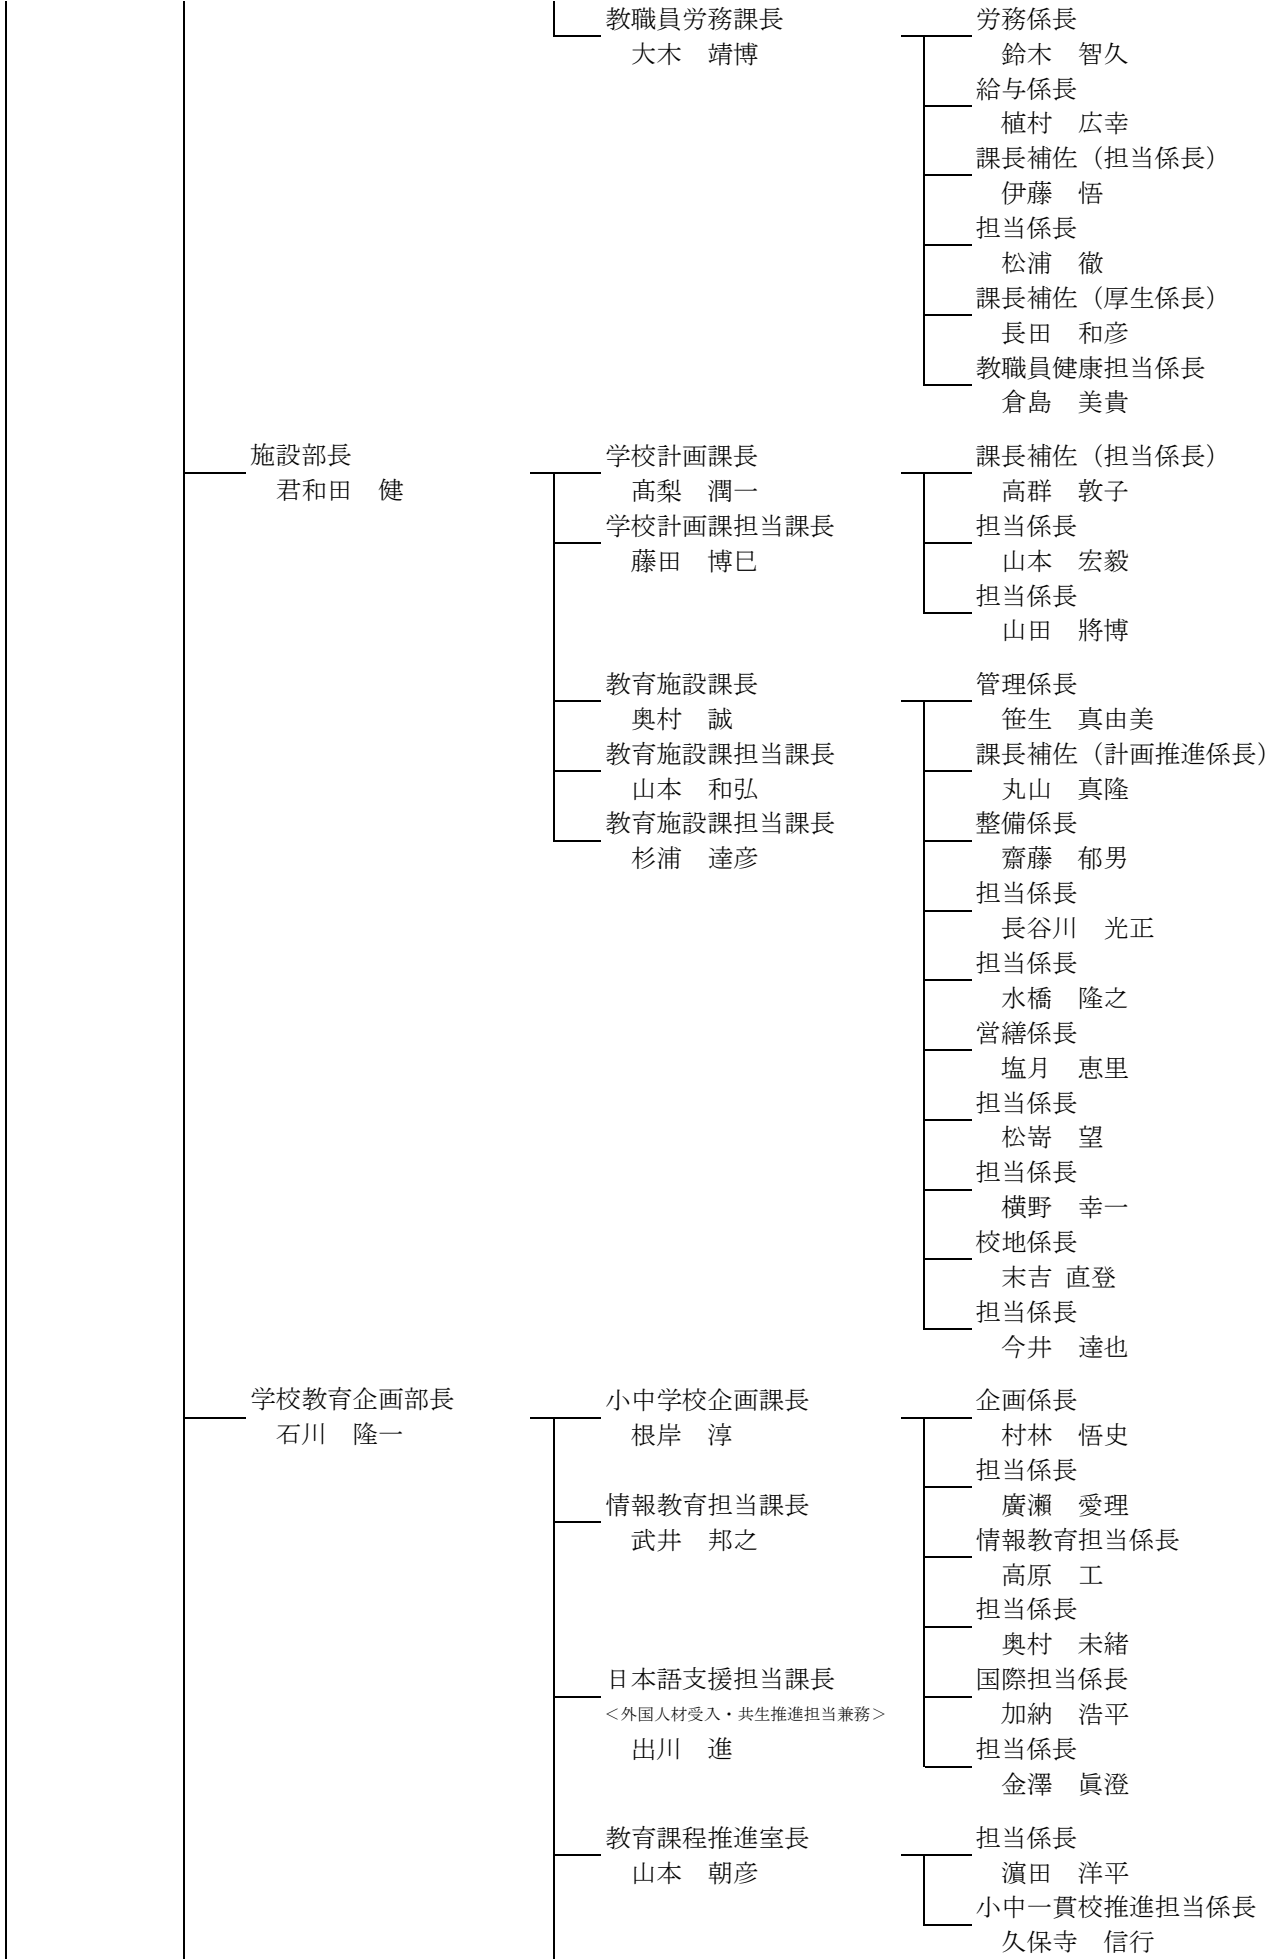 教職員労務課長
大木　靖博
労務係長
鈴木　智久
給与係長
植村　広幸
課長補佐（担当係長）
伊藤　悟
担当係長
松浦　徹
課長補佐（厚生係長）
長田　和彦
教職員健康担当係長
倉島　美貴
施設部長
君和田　健
学校計画課長
髙梨　潤一
学校計画課担当課長
藤田　博巳
課長補佐（担当係長）
高群　敦子
担当係長
山本　宏毅
担当係長
山田　將博
教育施設課長
奥村　誠
教育施設課担当課長
山本　和弘
教育施設課担当課長
杉浦　達彦
管理係長
笹生　真由美
課長補佐（計画推進係長）
丸山　真隆
整備係長
齋藤　郁男
担当係長
長谷川　光正
担当係長
水橋　隆之
営繕係長
塩月　恵里
担当係長
松嵜　望
担当係長
横野　幸一
校地係長
末吉 直登
担当係長
今井　達也
学校教育企画部長
石川　隆一
小中学校企画課長
根岸　淳
情報教育担当課長
武井　邦之
日本語支援担当課長
＜外国人材受入・共生推進担当兼務＞
出川　進
企画係長
村林　悟史
担当係長
廣瀨　愛理
情報教育担当係長
高原　工
担当係長
奥村　未緒
国際担当係長
加納　浩平
担当係長
金澤　眞澄
教育課程推進室長
山本　朝彦
担当係長
濵田　洋平
小中一貫校推進担当係長
久保寺　信行